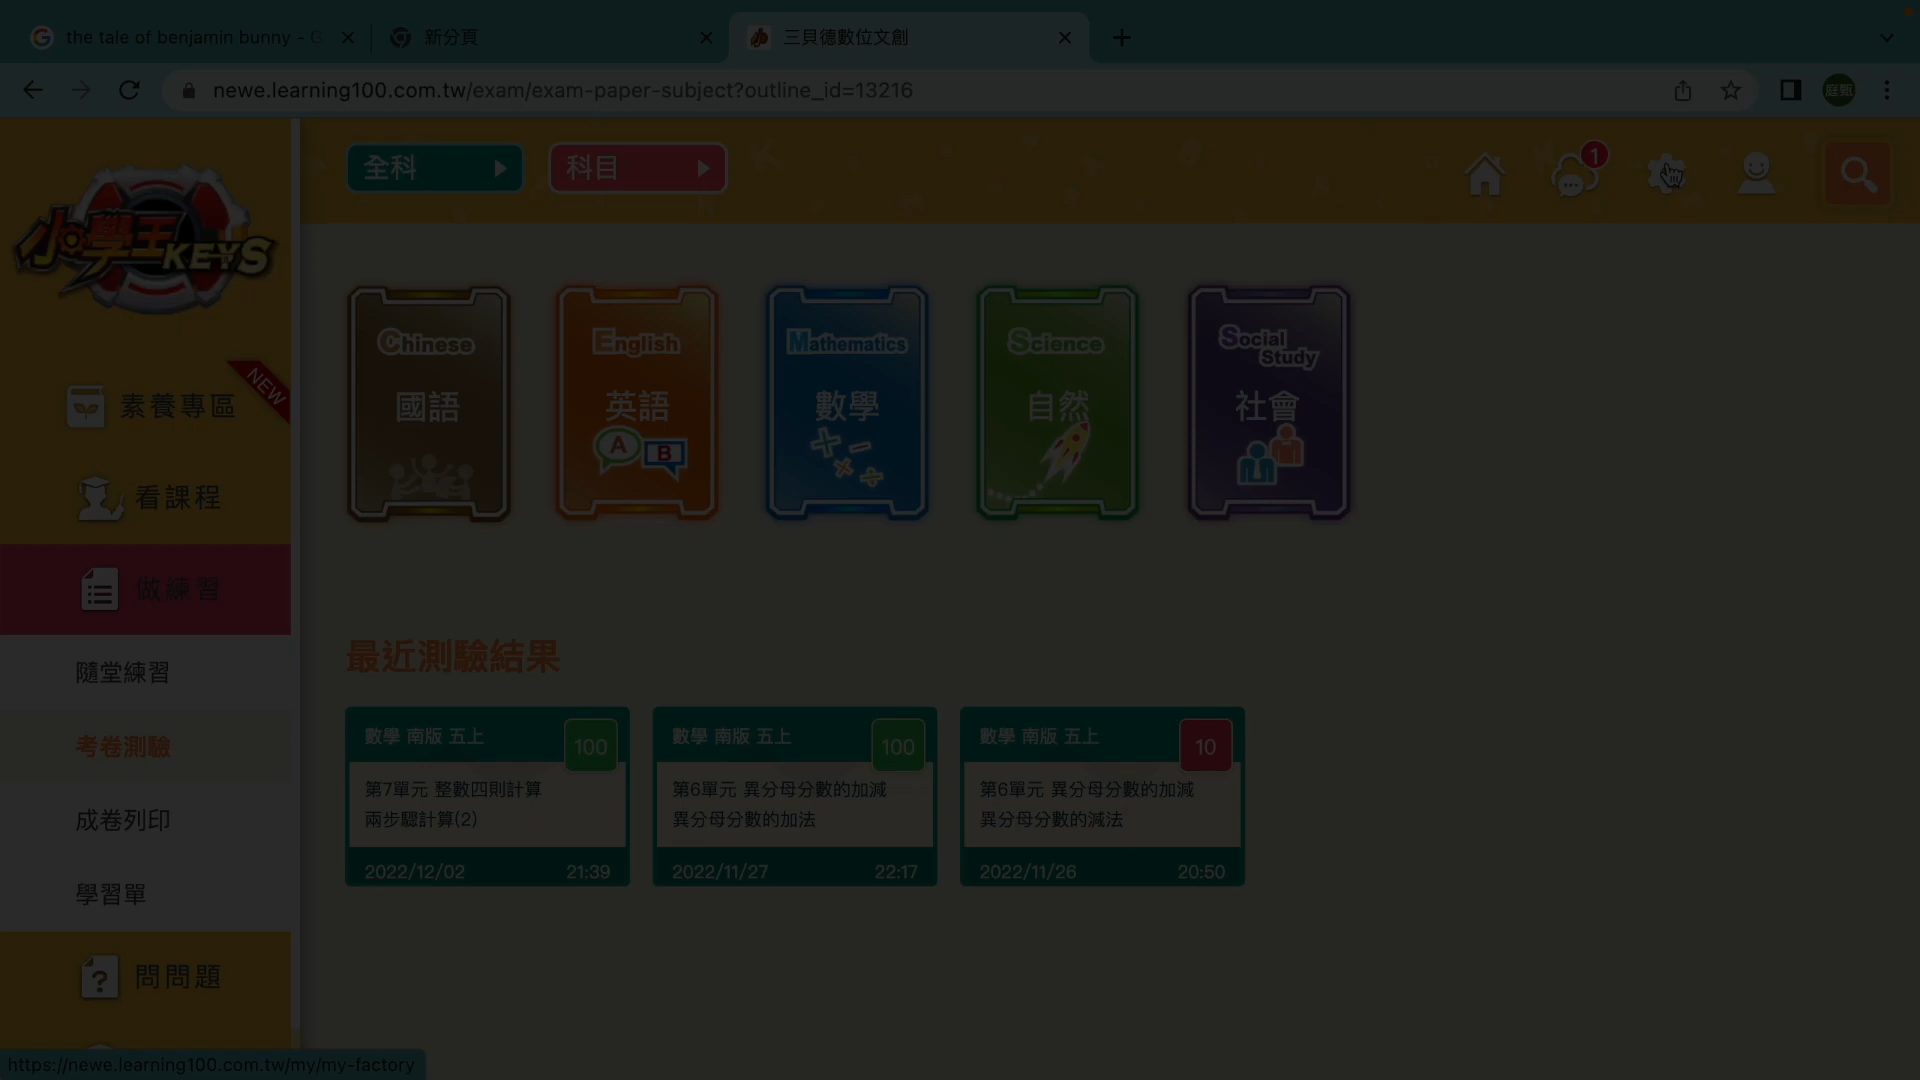 the tale of benjamin bunny - G
新分頁
三貝德數位文創
newe.learning100.com.tw/exam/exam-paper-subject?outline_id=13216
庭甄
小學王
KEYS
全科
科目
1
NEW
素養專區
看課程
做練習
隨堂練習
考卷測驗
成卷列印
學習單
問問題
Chinese
國語
English
英語
A
B
Mathematics
數學
Science
自然
Social
Study
社會
最近測驗結果
數學 南版 五上
100
第7單元 整數四則計算
兩步驟計算(2)
2022/12/02 21:39
數學 南版 五上
100
第6單元 異分母分數的加減
異分母分數的加法
2022/11/27 22:17
數學 南版 五上
10
第6單元 異分母分數的加減
異分母分數的減法
2022/11/26 20:50
https://newe.learning100.com.tw/my/my-factory